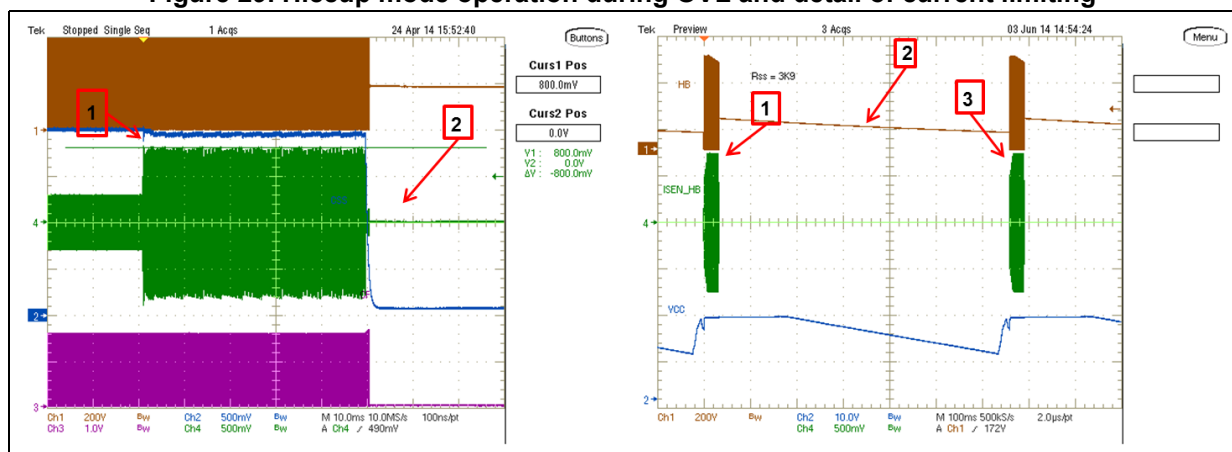 Figure 29. Hiccup mode operation during OVL and detail of current limiting
Tek Stopped Single Seq 1 Acqs 24 Apr 14 15:52:40
Buttons
Curs1 Pos
800.0mV
Curs2 Pos
0.0V
V1 : 800.0mV
V2 : 0.0V
ΔV : -800.0mV
1
2
1
4
2
3
Ch1 200V Bw Ch2 500mV Bw M 10.0ms 10.0MS/s 100ns/pt
Ch3 1.0V Bw Ch4 500mV Bw A Ch4 ∫ 490mV
Tek Preview 3 Acqs 03 Jun 14 14:54:24
Menu
HB
Rss = 3K9
2
1
3
1
ISEN_HB
4
VCC
2
Ch1 200V Bw Ch2 10.0V Bw M 100ms 500kS/s 2.0µs/pt
Ch4 500mV Bw A Ch1 ∫ 172V